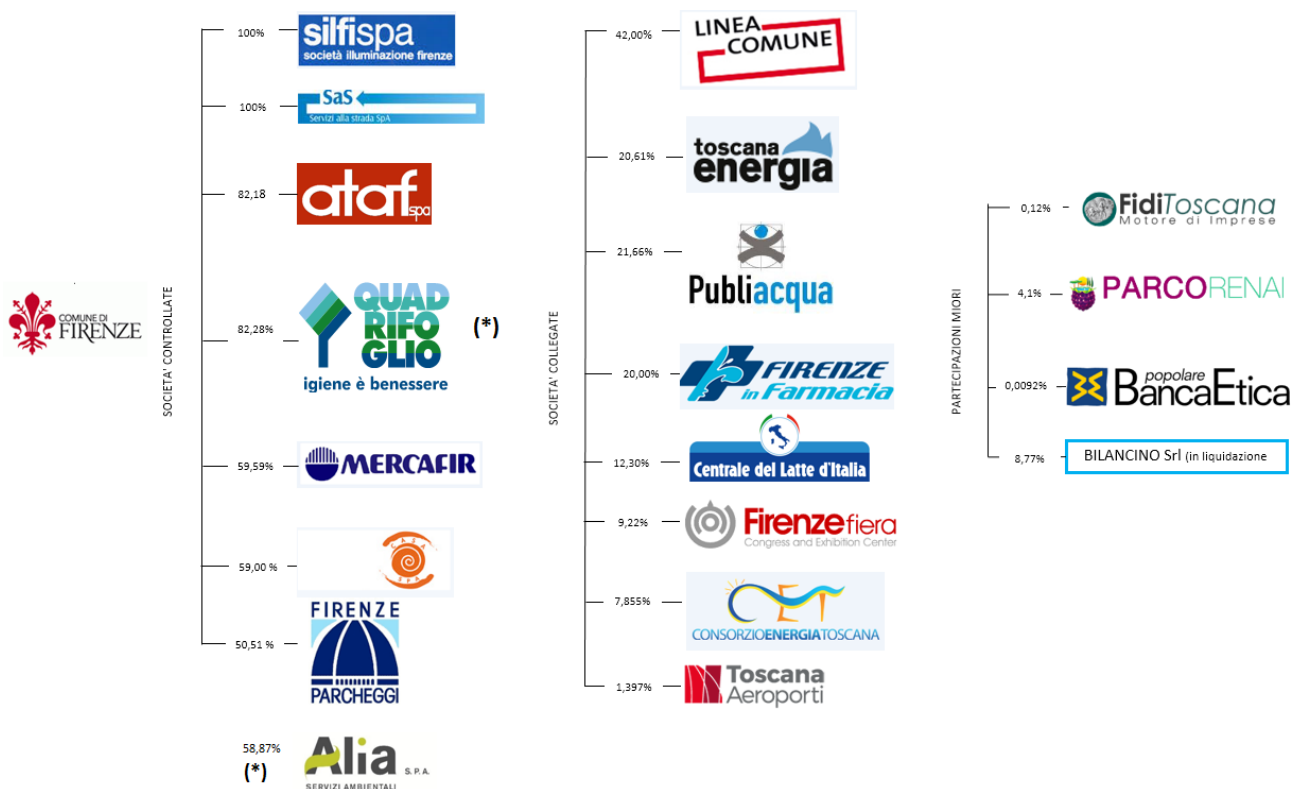 COMUNE DI
FIRENZE
SOCIETA' CONTROLLATE
100%
silfispa
società illuminazione firenze
100%
SaS
Servizi alla strada SpA
82,18
ataf spa
82,28%
QUAD
RIFO
GLIO
igiene è benessere
(*)
59,59%
MERCAFIR
59,00 %
CASA
SPA
50,51 %
FIRENZE
PARCHEGGI
58,87%
(*)
Alia S.P.A.
SERVIZI AMBIENTALI
SOCIETA' COLLEGATE
42,00%
LINEA
COMUNE
20,61%
toscana
energia
21,66%
Publiacqua
20,00%
FIRENZE
in Farmacia
12,30%
Centrale del Latte d'Italia
9,22%
Firenze fiera
Congress and Exhibition Center
7,855%
CET
CONSORZIOENERGIATOSCANA
1,397%
Toscana
Aeroporti
PARTECIPAZIONI MIORI
0,12%
FidiToscana
Motore di Imprese
4,1%
PARCORENAI
0,0092%
popolare
BancaEtica
8,77%
BILANCINO Srl (in liquidazione